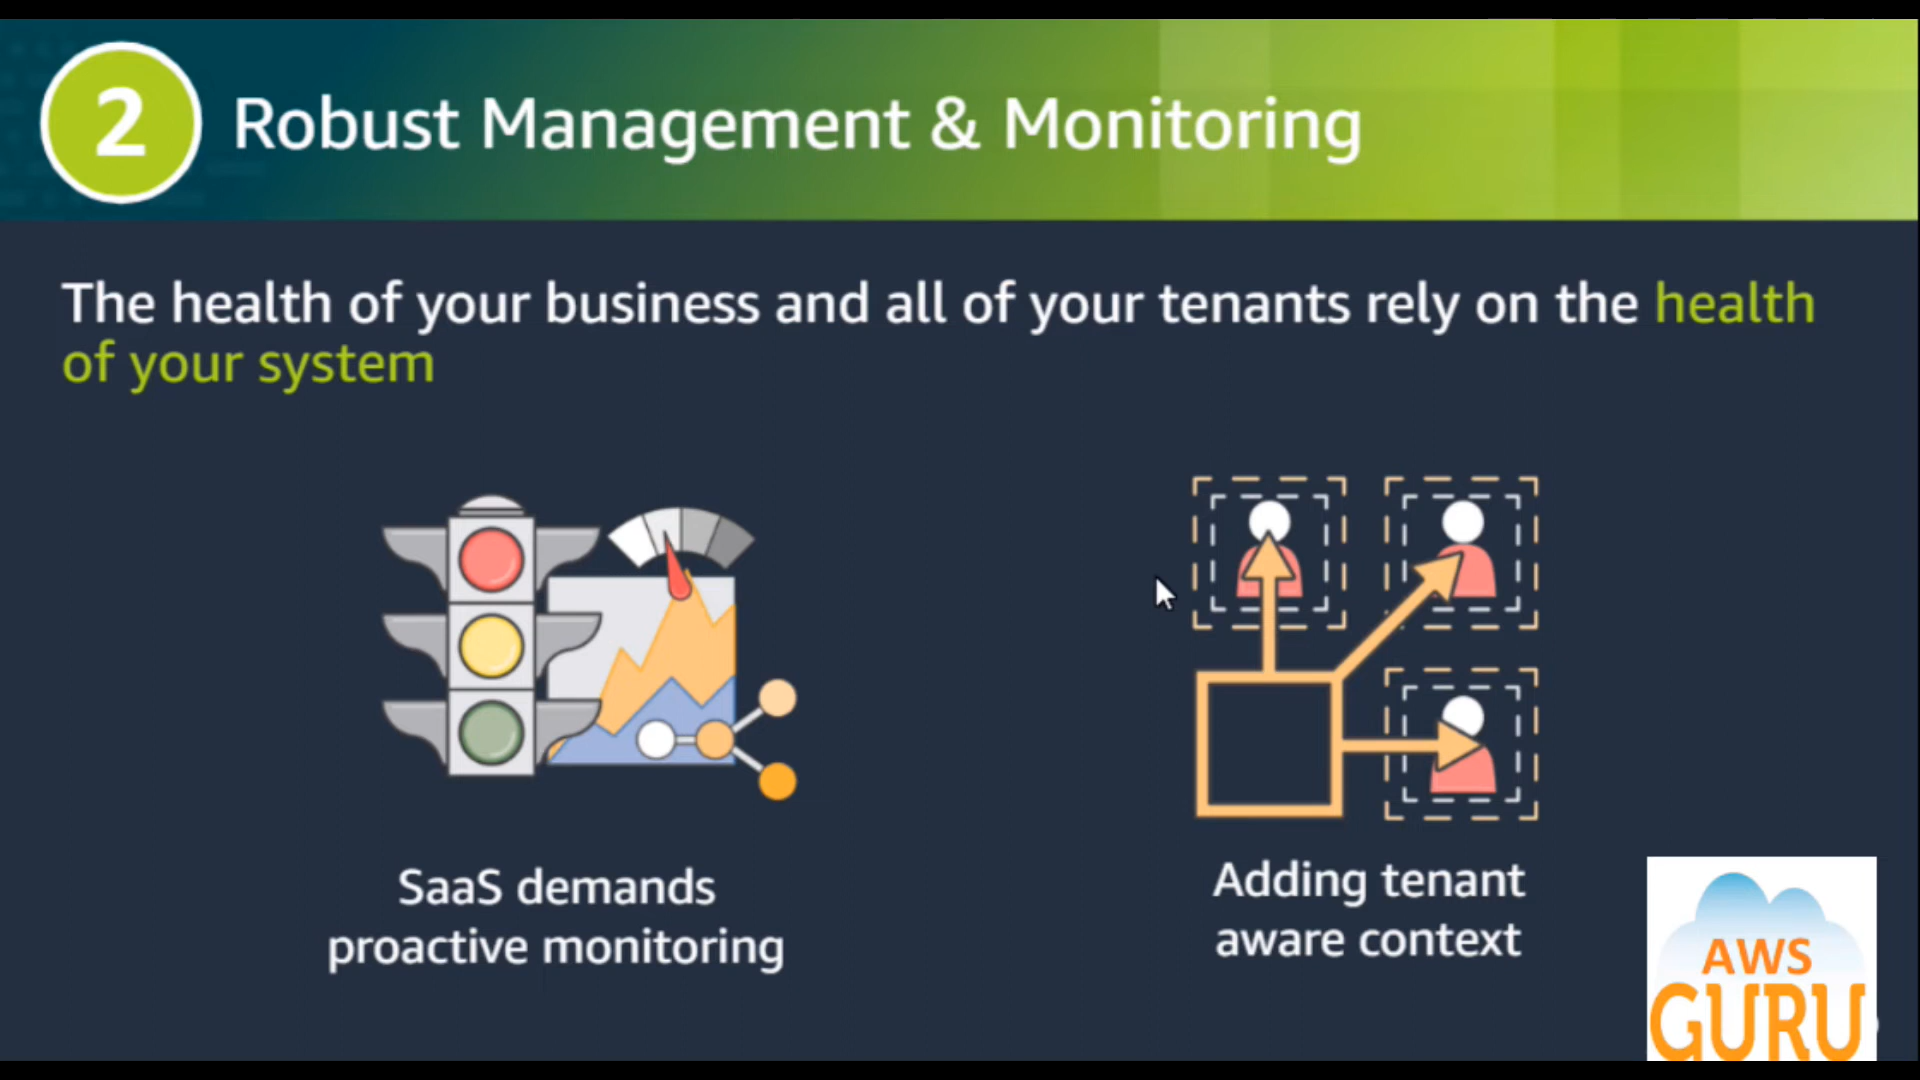 2
Robust Management & Monitoring
The health of your business and all of your tenants rely on the health
of your system
SaaS demands
proactive monitoring
Adding tenant
aware context
AWS
GURU